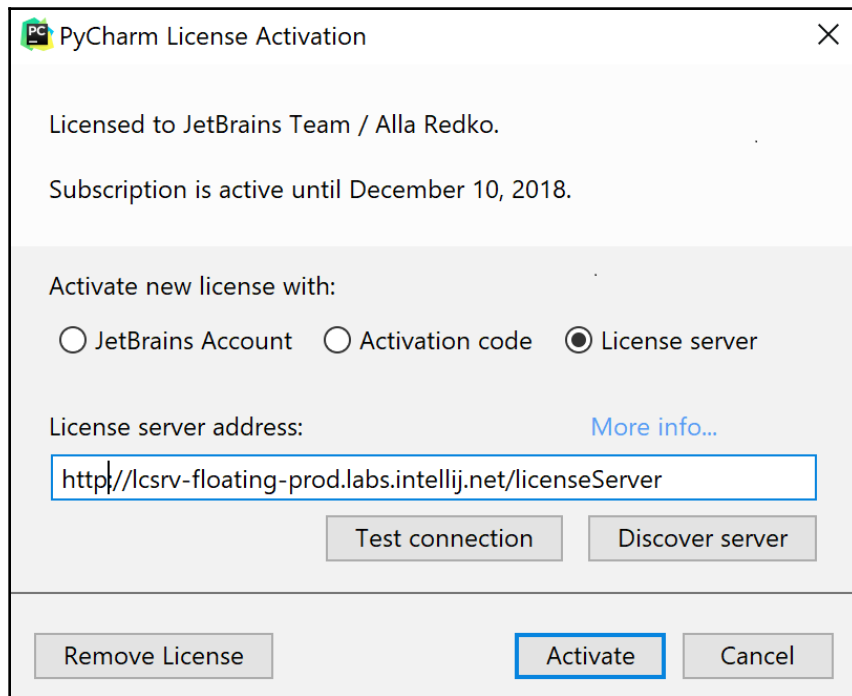 PC PyCharm License Activation
Licensed to JetBrains Team / Alla Redko.
Subscription is active until December 10, 2018.
Activate new license with:
JetBrains Account Activation code License server
License server address: More info...
http://lcsrv-floating-prod.labs.intellij.net/licenseServer
Test connection Discover server
Remove License Activate Cancel